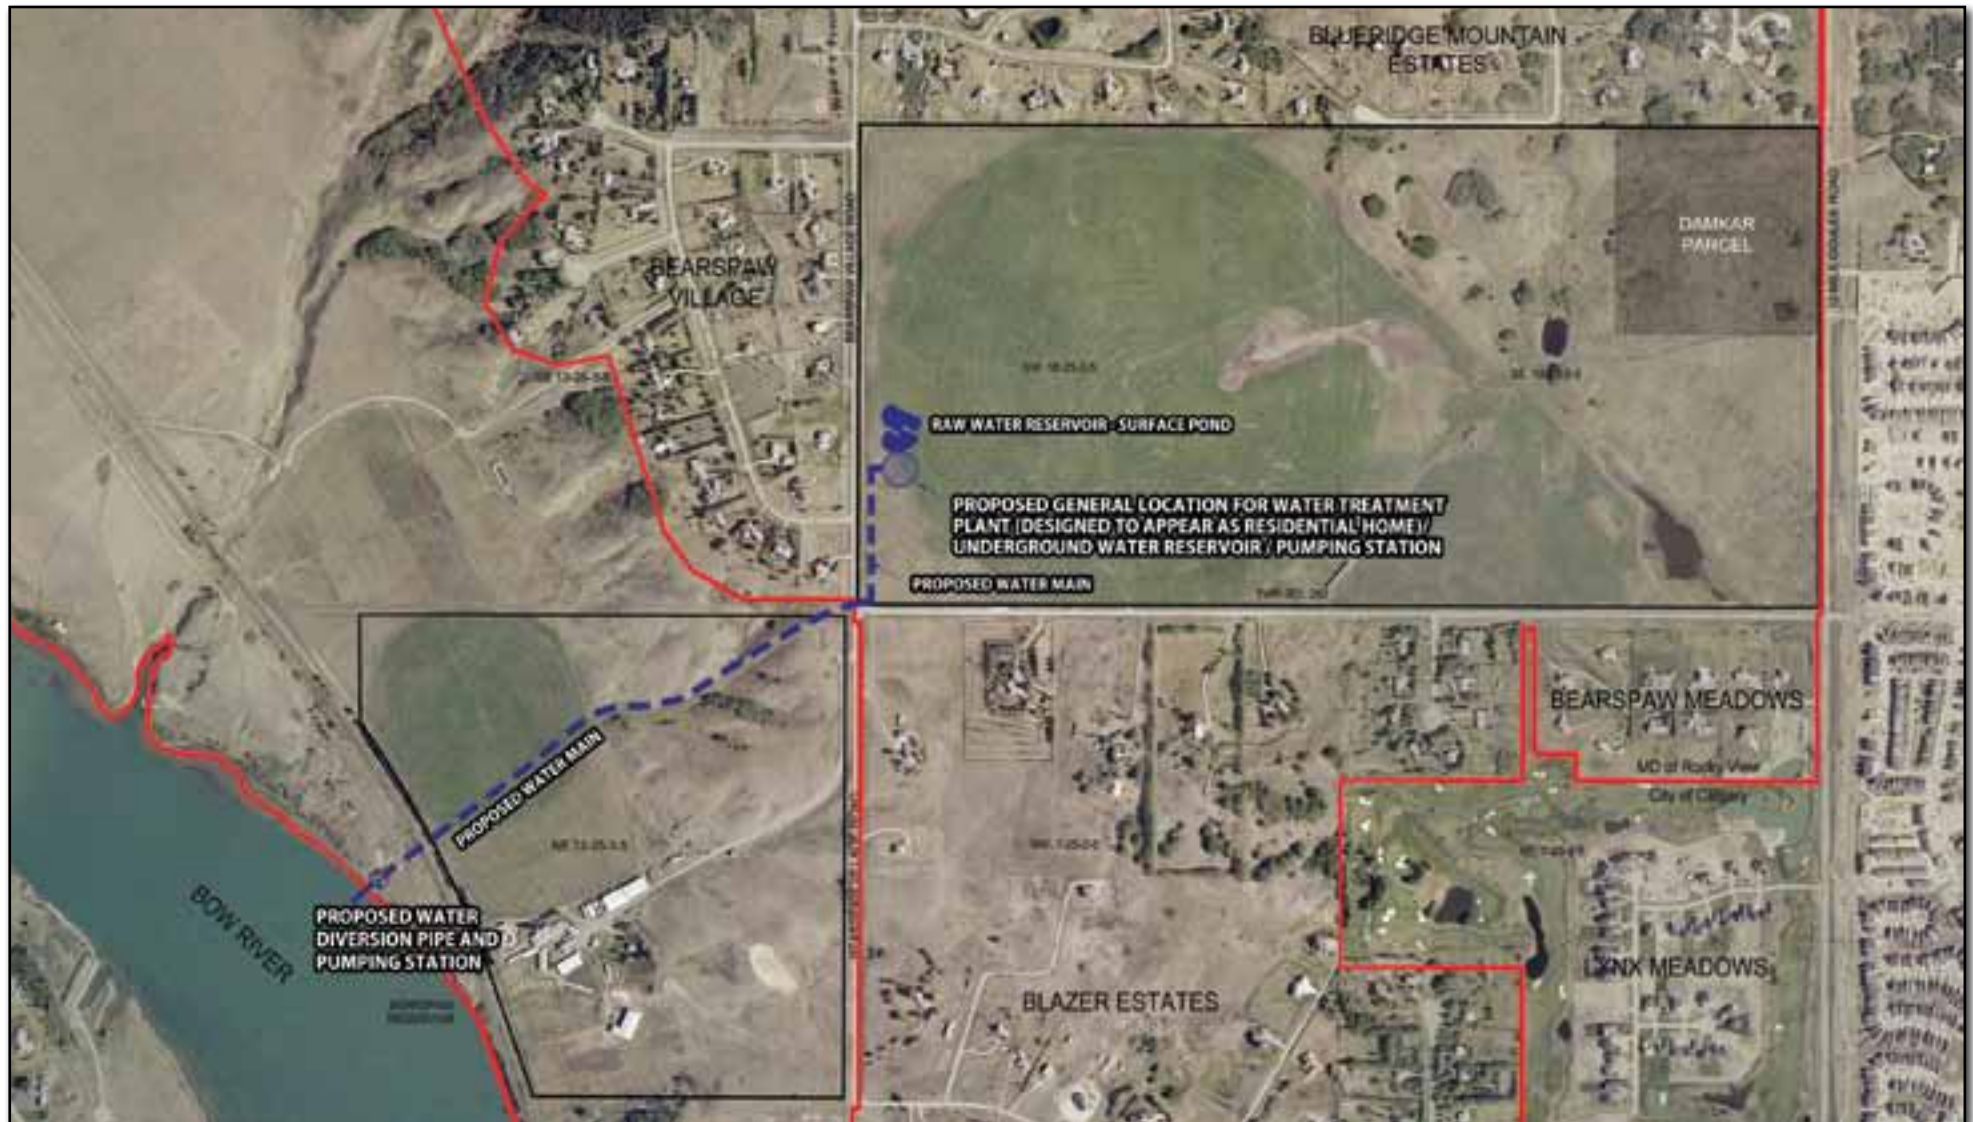 BLUERIDGE MOUNTAIN
ESTATES
DAMKAR
PARCEL
BEARSPAW
VILLAGE
RAW WATER RESERVOIR - SURFACE POND
PROPOSED GENERAL LOCATION FOR WATER TREATMENT
PLANT (DESIGNED TO APPEAR AS RESIDENTIAL HOME)/
UNDERGROUND WATER RESERVOIR / PUMPING STATION
PROPOSED WATER MAIN
BEARSPAW MEADOWS
MD of Rocky View
City of Calgary
PROPOSED WATER MAIN
BOW RIVER
PROPOSED WATER
DIVERSION PIPE AND
PUMPING STATION
BEARSPAW
RESERVOIR
BLAZER ESTATES
LYNX MEADOWS